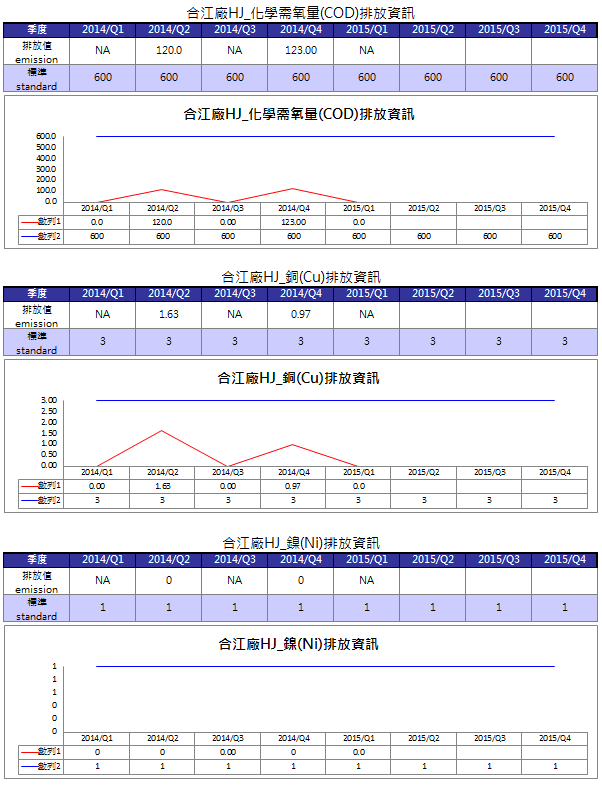 合江廠HJ_化學需氧量(COD)排放資訊
季度 2014/Q1 2014/Q2 2014/Q3 2014/Q4 2015/Q1 2015/Q2 2015/Q3 2015/Q4
排放值 emission NA 120.0 NA 123.00 NA
標準 standard 600 600 600 600 600 600 600 600
合江廠HJ_化學需氧量(COD)排放資訊
600.0
500.0
400.0
300.0
200.0
100.0
0.0
2014/Q1 2014/Q2 2014/Q3 2014/Q4 2015/Q1 2015/Q2 2015/Q3 2015/Q4
數列1 0.0 120.0 0.00 123.00 0.0
數列2 600 600 600 600 600 600 600 600
合江廠HJ_銅(Cu)排放資訊
季度 2014/Q1 2014/Q2 2014/Q3 2014/Q4 2015/Q1 2015/Q2 2015/Q3 2015/Q4
排放值 emission NA 1.63 NA 0.97 NA
標準 standard 3 3 3 3 3 3 3 3
合江廠HJ_銅(Cu)排放資訊
3.00
2.50
2.00
1.50
1.00
0.50
0.00
2014/Q1 2014/Q2 2014/Q3 2014/Q4 2015/Q1 2015/Q2 2015/Q3 2015/Q4
數列1 0.00 1.63 0.00 0.97 0.0
數列2 3 3 3 3 3 3 3 3
合江廠HJ_鎳(Ni)排放資訊
季度 2014/Q1 2014/Q2 2014/Q3 2014/Q4 2015/Q1 2015/Q2 2015/Q3 2015/Q4
排放值 emission NA 0 NA 0 NA
標準 standard 1 1 1 1 1 1 1 1
合江廠HJ_鎳(Ni)排放資訊
1
1
1
0
0
0
2014/Q1 2014/Q2 2014/Q3 2014/Q4 2015/Q1 2015/Q2 2015/Q3 2015/Q4
數列1 0 0 0.00 0 0.0
數列2 1 1 1 1 1 1 1 1